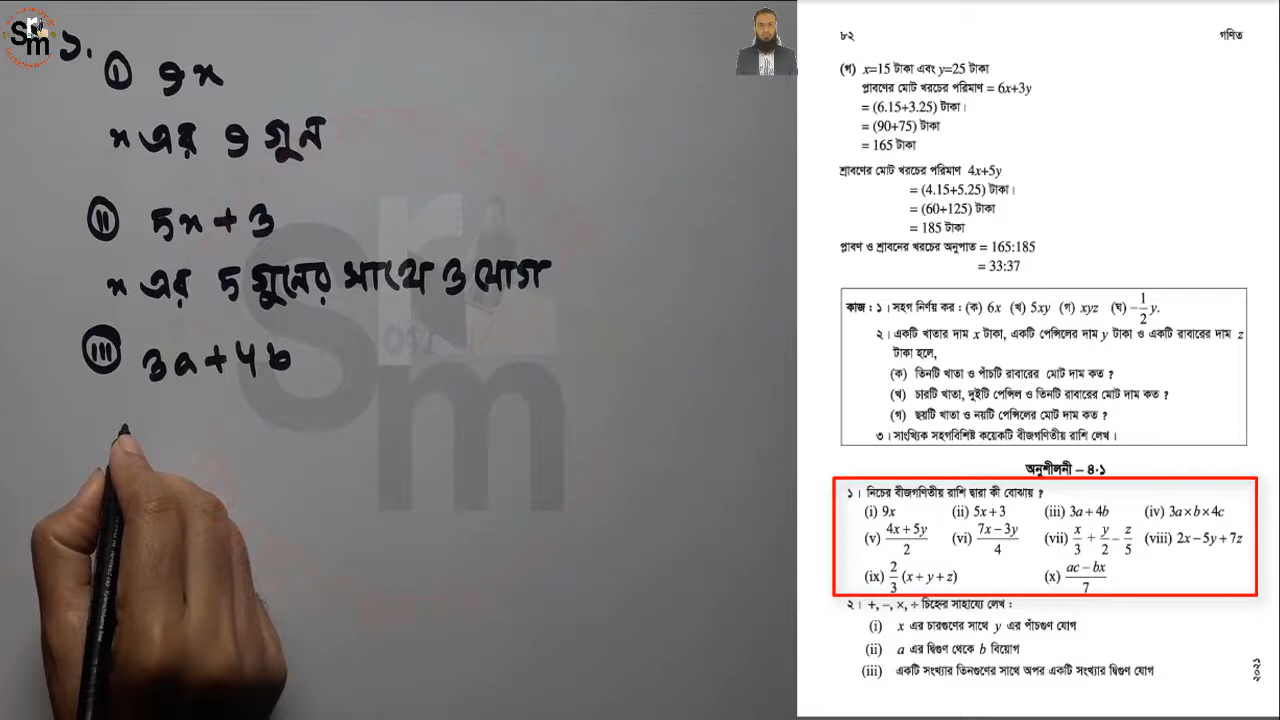 Srm
১.
(i) 9x
x এর 9 গুন
(ii) 5x+3
x এর 5 গুনের সাথে 3 যোগ
(iii) 3a+4b
srm
৮২ গণিত
(গ) x=15 টাকা এবং y=25 টাকা
প্লাবণের মোট খরচের পরিমাণ = 6x+3y
= (6.15+3.25) টাকা।
= (90+75) টাকা
= 165 টাকা
শ্রাবণের মোট খরচের পরিমাণ 4x+5y
= (4.15+5.25) টাকা।
= (60+125) টাকা
= 185 টাকা
প্লাবণ ও শ্রাবনের খরচের অনুপাত = 165:185
= 33:37
কাজ : ১। সহগ নির্ণয় কর : (ক) 6x (খ) 5xy (গ) xyz (ঘ) −1/2 y.
২। একটি খাতার দাম x টাকা, একটি পেন্সিলের দাম y টাকা ও একটি রাবারের দাম z
টাকা হলে,
(ক) তিনটি খাতা ও পাঁচটি রাবারের মোট দাম কত ?
(খ) চারটি খাতা, দুইটি পেন্সিল ও তিনটি রাবারের মোট দাম কত ?
(গ) ছয়টি খাতা ও নয়টি পেন্সিলের মোট দাম কত ?
৩। সাংখ্যিক সহগবিশিষ্ট কয়েকটি বীজগণিতীয় রাশি লেখ।
অনুশীলনী – ৪·১
১। নিচের বীজগণিতীয় রাশি দ্বারা কী বোঝায় ?
(i) 9x (ii) 5x+3 (iii) 3a+4b (iv) 3a×b×4c
(v) 4x+5y/2 (vi) 7x−3y/4 (vii) x/3 + y/2 − z/5 (viii) 2x−5y+7z
(ix) 2/3 (x+y+z) (x) ac−bx/7
২। +, −, ×, ÷ চিহ্নের সাহায্যে লেখ :
(i) x এর চারগুণের সাথে y এর পাঁচগুণ যোগ
(ii) a এর দ্বিগুণ থেকে b বিয়োগ
(iii) একটি সংখ্যার তিনগুণের সাথে অপর একটি সংখ্যার দ্বিগুণ যোগ
২০২১